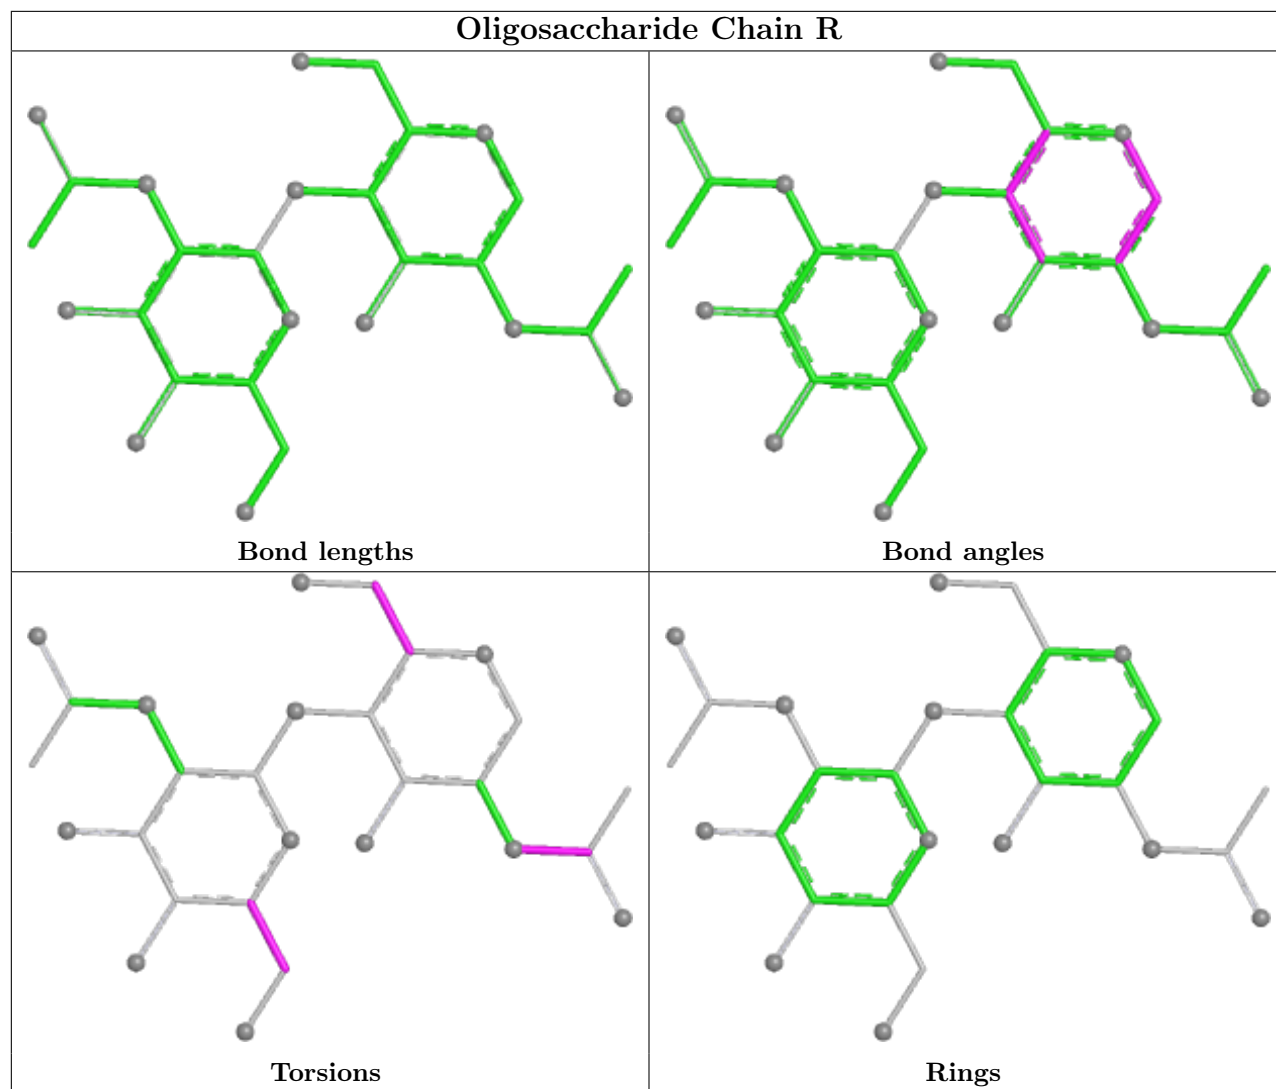 Oligosaccharide Chain R
Bond lengths
Bond angles
Torsions
Rings